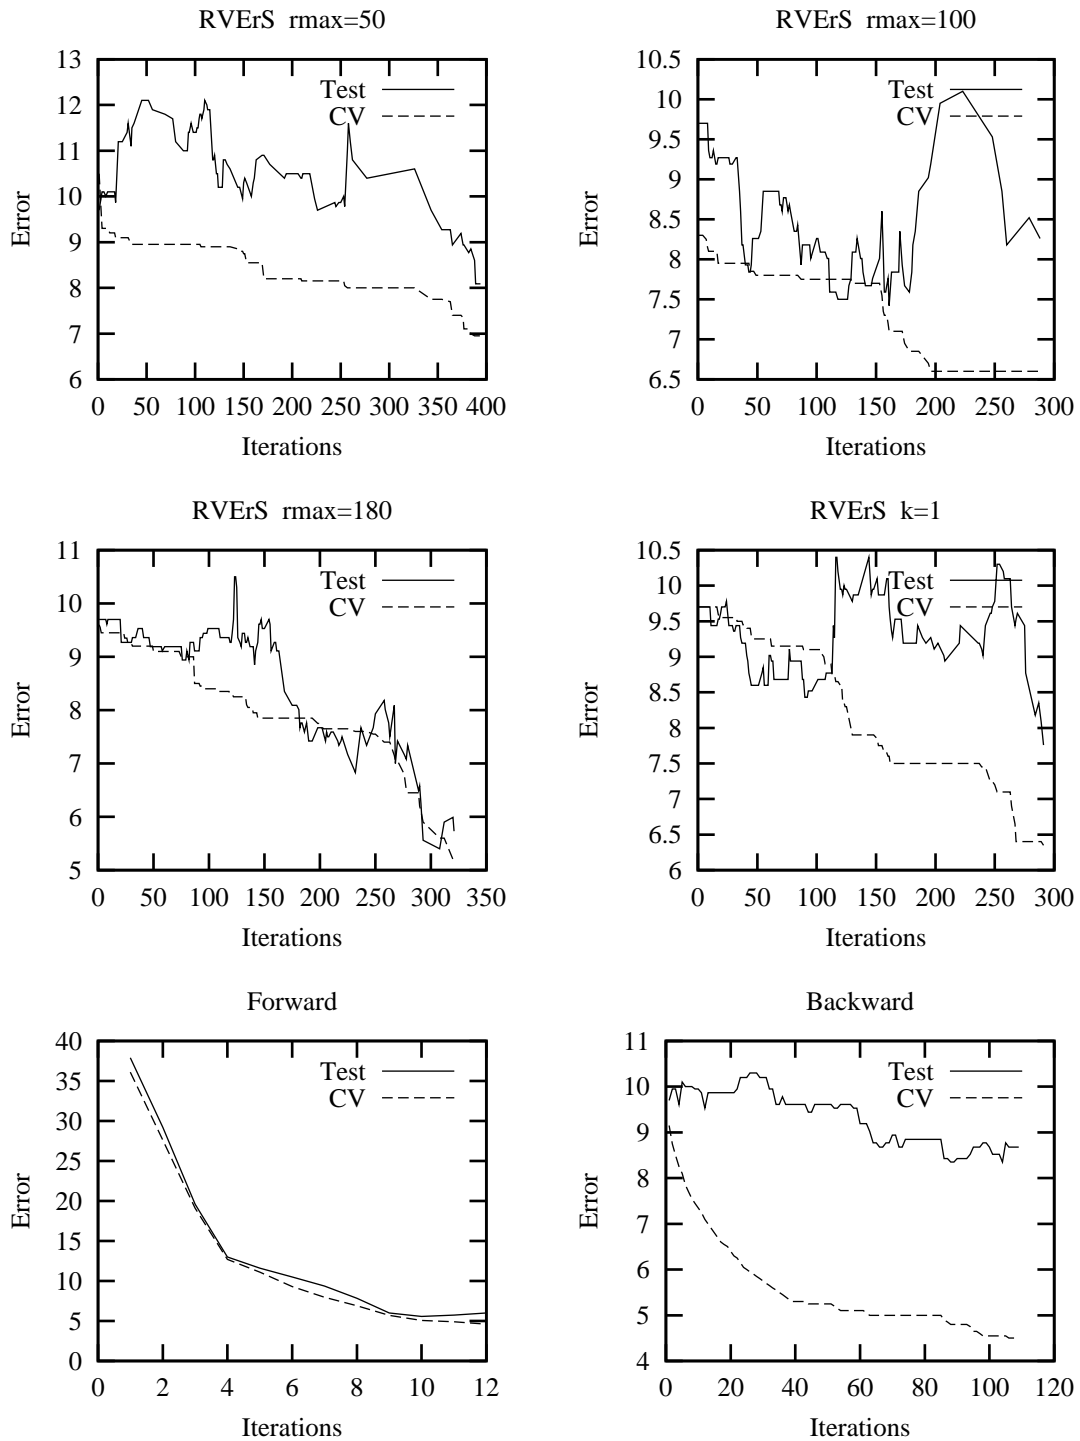 RVErS rmax=50
13
12
11
10
9
8
7
6
Error
Test
CV
0 50 100 150 200 250 300 350 400
Iterations
RVErS rmax=100
10.5
10
9.5
9
8.5
8
7.5
7
6.5
Error
Test
CV
0 50 100 150 200 250 300
Iterations
RVErS rmax=180
11
10
9
8
7
6
5
Error
Test
CV
0 50 100 150 200 250 300 350
Iterations
RVErS k=1
10.5
10
9.5
9
8.5
8
7.5
7
6.5
6
Error
Test
CV
0 50 100 150 200 250 300
Iterations
Forward
40
35
30
25
20
15
10
5
0
Error
Test
CV
0 2 4 6 8 10 12
Iterations
Backward
11
10
9
8
7
6
5
4
Error
Test
CV
0 20 40 60 80 100 120
Iterations